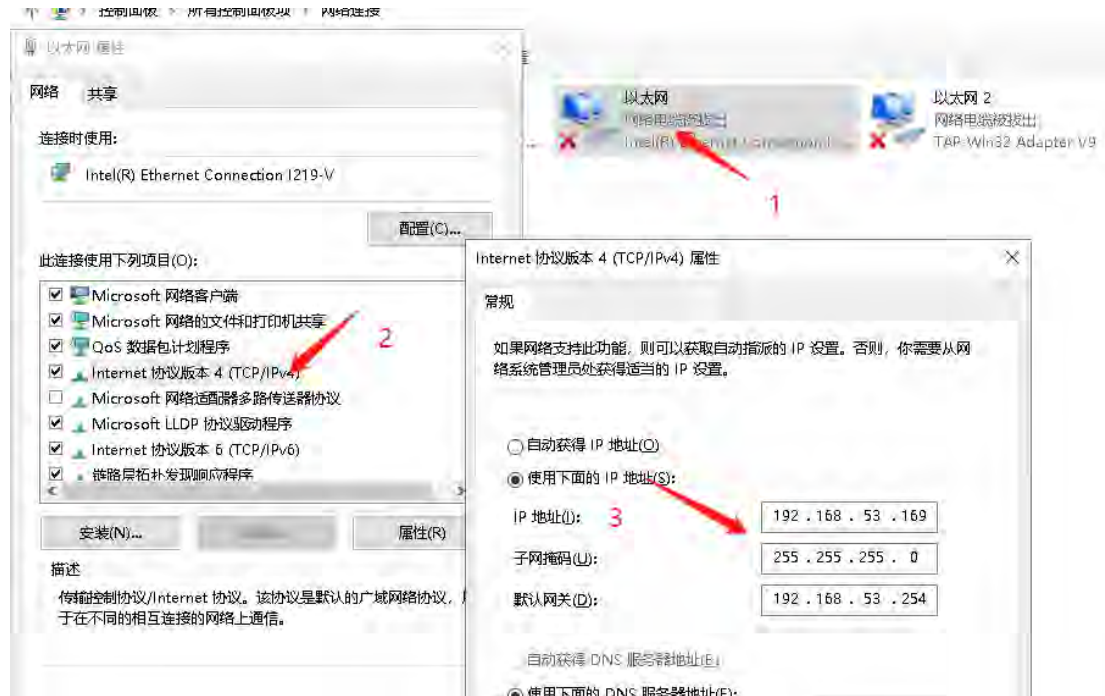 控制面板 › 所有控制面板项 › 网络连接
以太网 属性
网络 共享
连接时使用:
Intel(R) Ethernet Connection I219-V
配置(C)...
此连接使用下列项目(O):
Microsoft 网络客户端
Microsoft 网络的文件和打印机共享
QoS 数据包计划程序
Internet 协议版本 4 (TCP/IPv4)
Microsoft 网络适配器多路传送器协议
Microsoft LLDP 协议驱动程序
Internet 协议版本 6 (TCP/IPv6)
链路层拓扑发现响应程序
安装(N)...
属性(R)
描述
传输控制协议/Internet 协议。该协议是默认的广域网络协议，
于在不同的相互连接的网络上通信。
以太网
网络电缆被拔出
Intel(R) Ethernet Connection I
以太网 2
网络电缆被拔出
TAP-Win32 Adapter V9
1
2
Internet 协议版本 4 (TCP/IPv4) 属性
常规
如果网络支持此功能，则可以获取自动指派的 IP 设置。否则，你需要从网
络系统管理员处获得适当的 IP 设置。
自动获得 IP 地址(O)
使用下面的 IP 地址(S):
IP 地址(I): 192 . 168 . 53 . 169
3
子网掩码(U): 255 . 255 . 255 . 0
默认网关(D): 192 . 168 . 53 . 254
自动获得 DNS 服务器地址(B)
使用下面的 DNS 服务器地址(E):